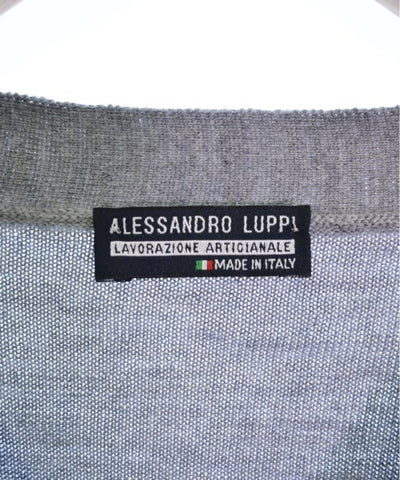 ALESSANDRO LUPPI
LAVORAZIONE ARTIGIANALE
MADE IN ITALY